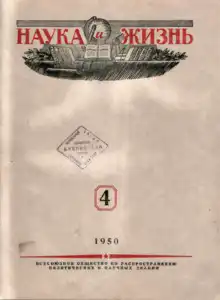 НАУКА и ЖИЗНЬ
4
1950
ВСЕСОЮЗНОЕ ОБЩЕСТВО ПО РАСПРОСТРАНЕНИЮ
ПОЛИТИЧЕСКИХ И НАУЧНЫХ ЗНАНИЙ